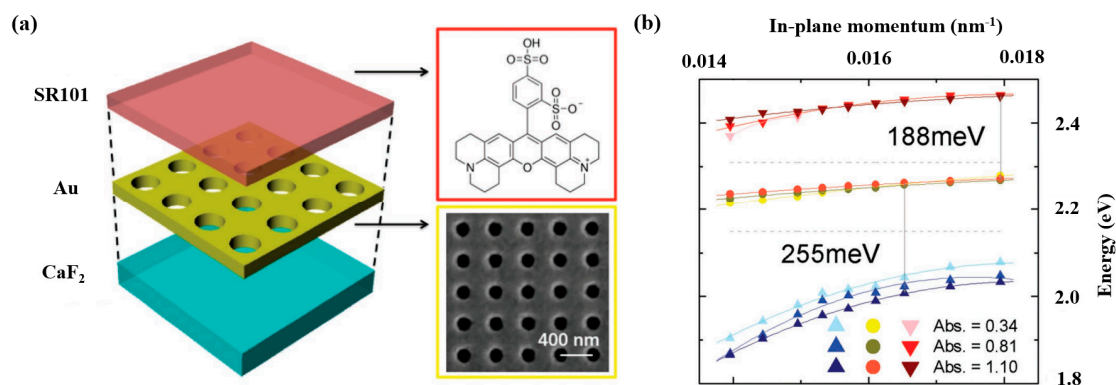 (a)
SR101
Au
CaF₂
OH
O=S=O
O
S
O⁻
O
N
O
N⁺
400 nm
(b)
In-plane momentum (nm⁻¹)
0.014 0.016 0.018
188meV
255meV
Abs. = 0.34
Abs. = 0.81
Abs. = 1.10
2.4
2.2
2.0
1.8
Energy (eV)